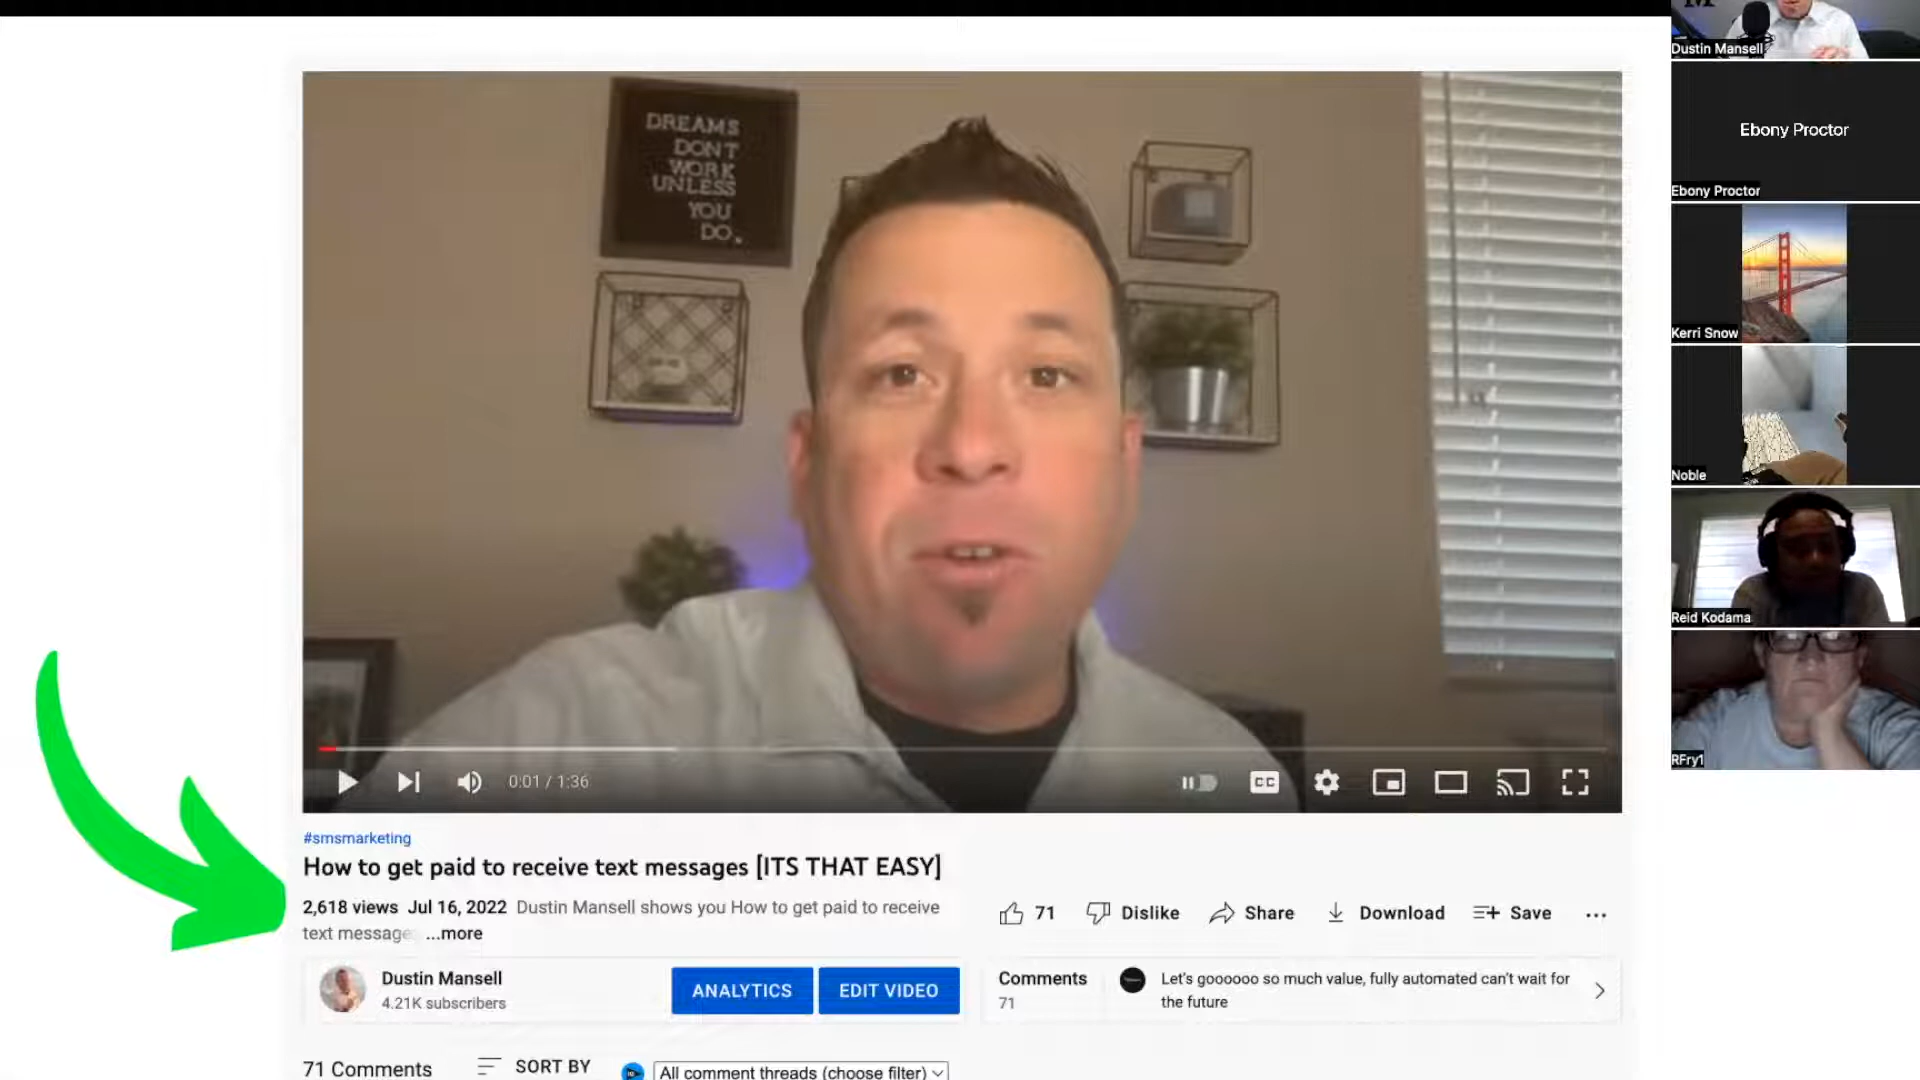 DREAMS
DONT
WORK
UNLESS
YOU
DO.
0:01 / 1:36
CC
#smsmarketing
How to get paid to receive text messages [ITS THAT EASY]
2,618 views Jul 16, 2022 Dustin Mansell shows you How to get paid to receive
text message ...more
71
Dislike
Share
Download
Save
Dustin Mansell
4.21K subscribers
ANALYTICS
EDIT VIDEO
Comments
71
Let's goooooo so much value, fully automated can't wait for
the future
71 Comments
SORT BY
All comment threads (choose filter)
Dustin Mansell
Ebony Proctor
Ebony Proctor
Kerri Snow
Noble
Reid Kodama
RFry1